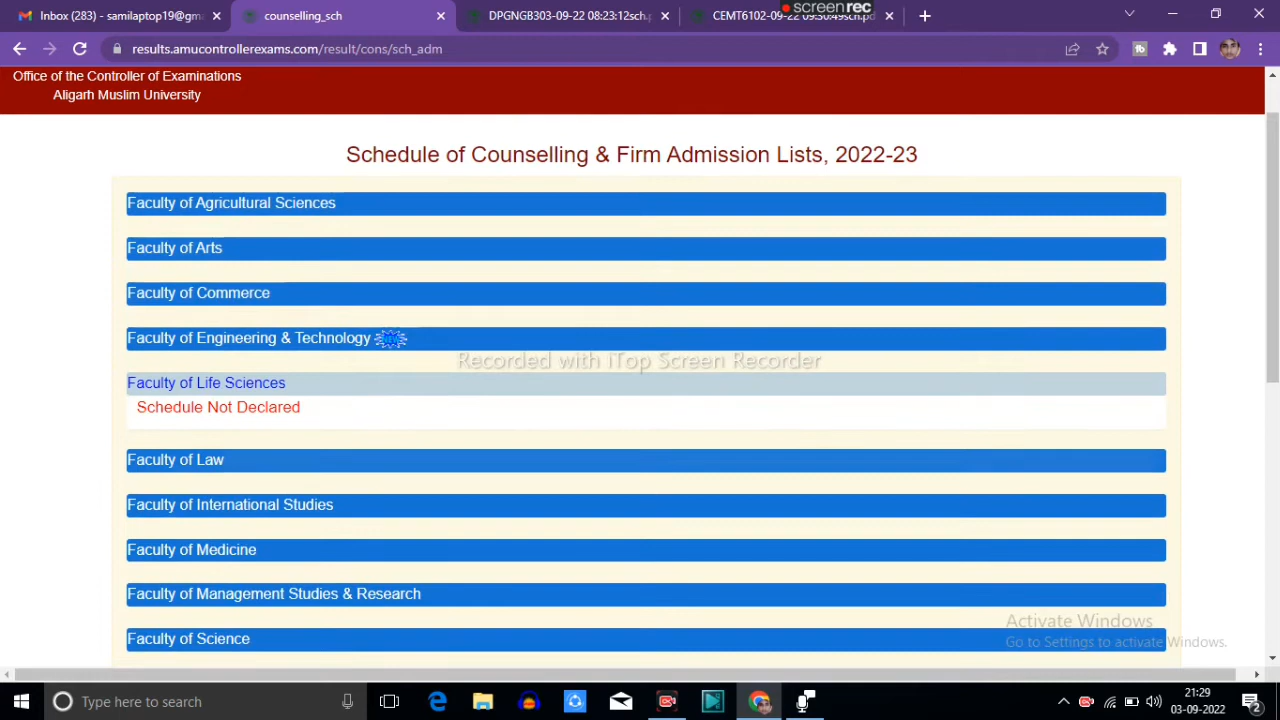 screenrec
Inbox (283) - samilaptop19@gm
counselling_sch
DPGNGB303-09-22 08:23:12sch.p
results.amucontrollerexams.com/result/cons/sch_adm
Office of the Controller of Examinations
Aligarh Muslim University
Schedule of Counselling & Firm Admission Lists, 2022-23
Faculty of Agricultural Sciences
Faculty of Arts
Faculty of Commerce
Faculty of Engineering & Technology
Recorded with iTop Screen Recorder
Faculty of Life Sciences
Schedule Not Declared
Faculty of Law
Faculty of International Studies
Faculty of Medicine
Faculty of Management Studies & Research
Activate Windows
Go to Settings to activate Windows.
Faculty of Science
Type here to search
21:29
03-09-2022
2